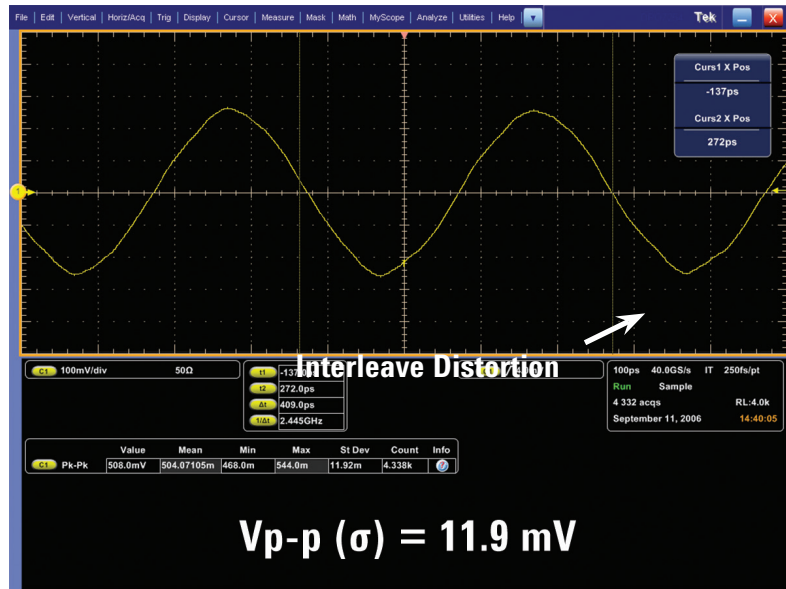 File | Edit | Vertical | Horiz/Acq | Trig | Display | Cursor | Measure | Mask | Math | MyScope | Analyze | Utilities | Help
Tek
Curs1 X Pos
-137ps
Curs2 X Pos
272ps
1
Interleave Distortion
C1 100mV/div 50Ω
t1
t2 272.0ps
Δt 409.0ps
1/Δt 2.445GHz
100ps 40.0GS/s IT 250fs/pt
Run Sample
4 332 acqs RL:4.0k
September 11, 2006 14:40:05
Value Mean Min Max St Dev Count Info
C1 Pk-Pk 508.0mV 504.07105m 468.0m 544.0m 11.92m 4.338k
Vp-p (σ) = 11.9 mV